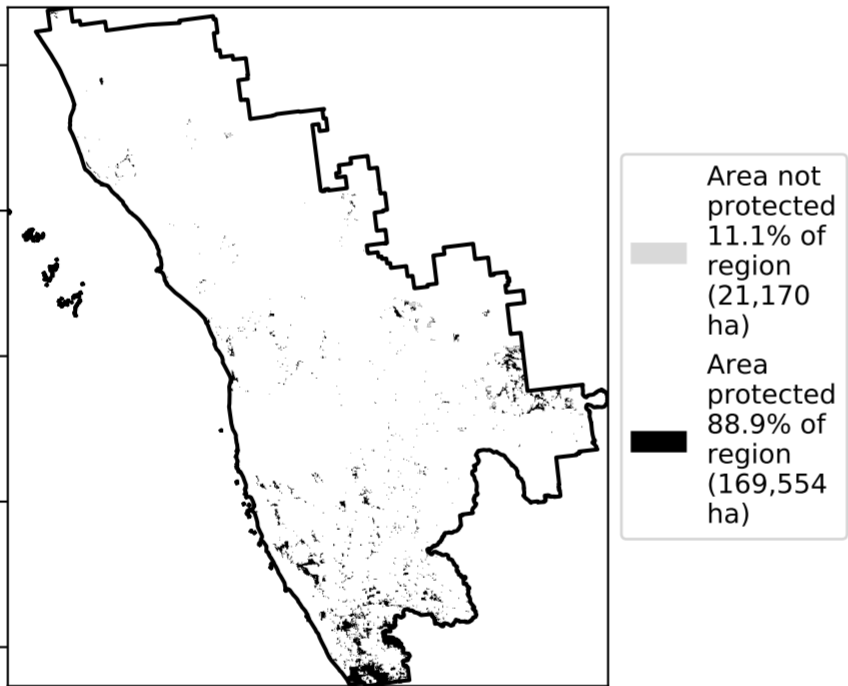 Area not
protected
11.1% of
region
(21,170
ha)
Area
protected
88.9% of
region
(169,554
ha)